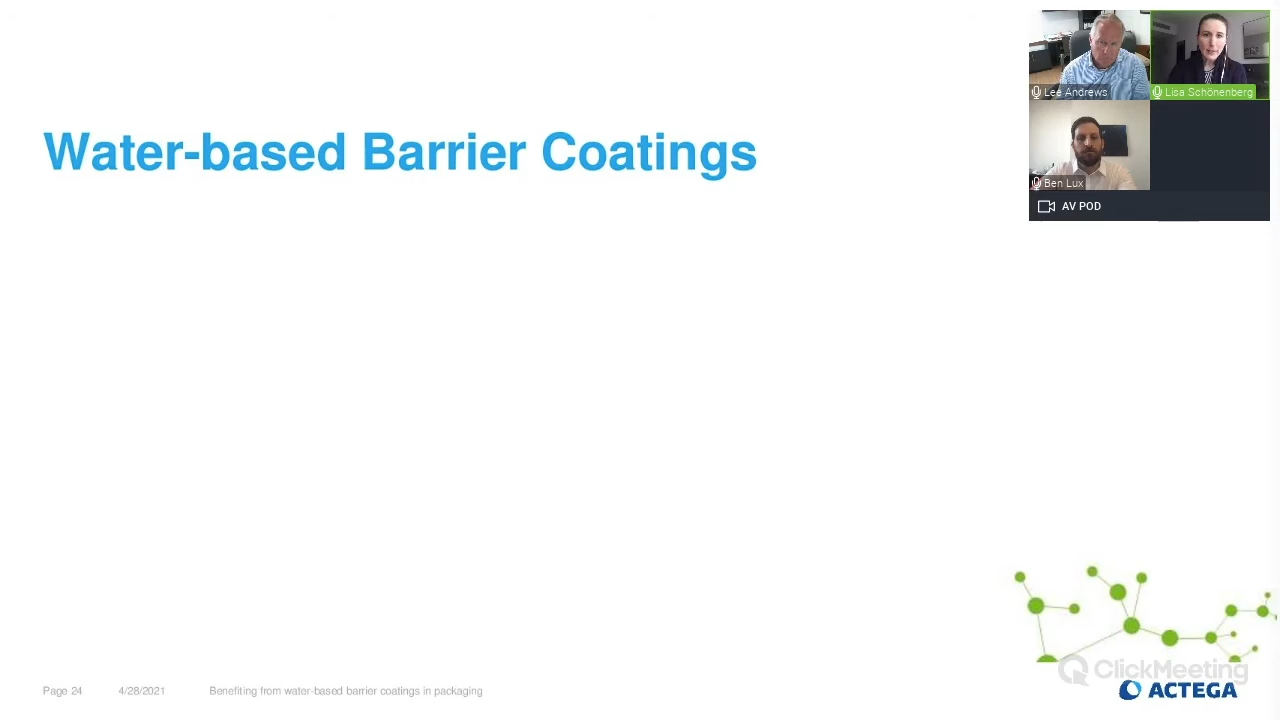 Water-based Barrier Coatings
Lee Andrews
Lisa Schönenberg
Ben Lux
AV POD
ClickMeeting
Page 24
4/28/2021
Benefiting from water-based barrier coatings in packaging
ACTEGA